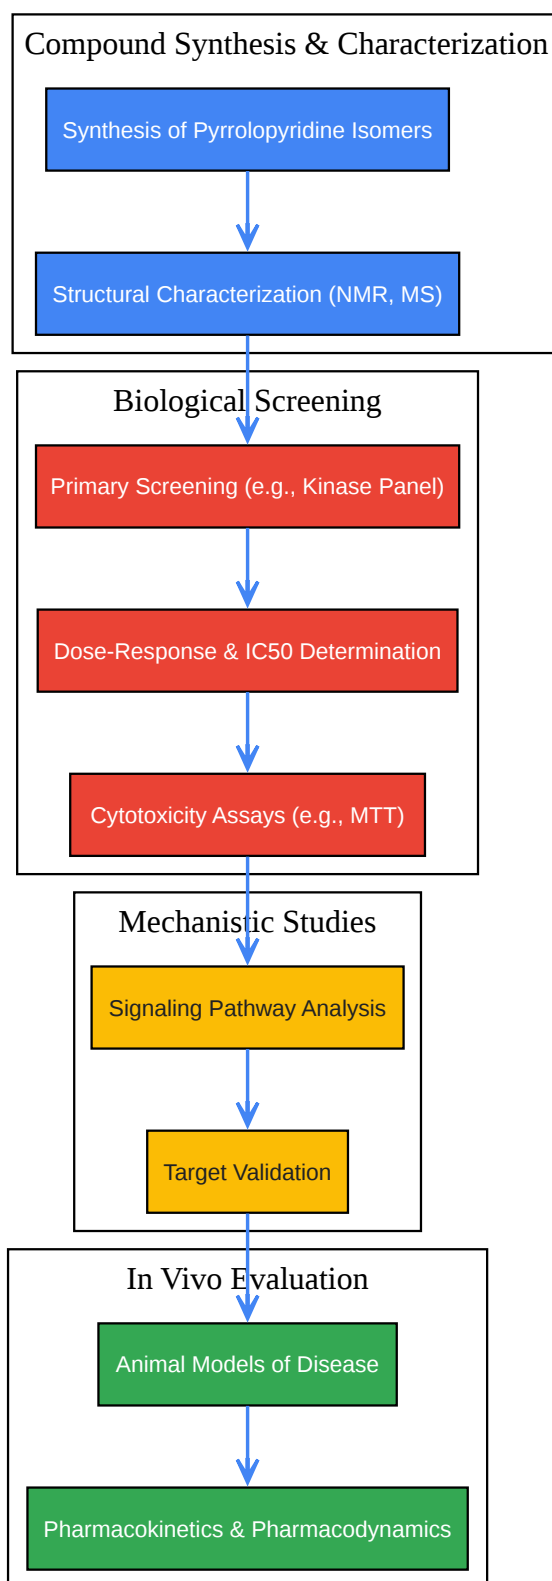 Compound Synthesis & Characterization
Synthesis of Pyrrolopyridine Isomers
Structural Characterization (NMR, MS)
Biological Screening
Primary Screening (e.g., Kinase Panel)
Dose-Response & IC50 Determination
Cytotoxicity Assays (e.g., MTT)
Mechanistic Studies
Signaling Pathway Analysis
Target Validation
In Vivo Evaluation
Animal Models of Disease
Pharmacokinetics & Pharmacodynamics